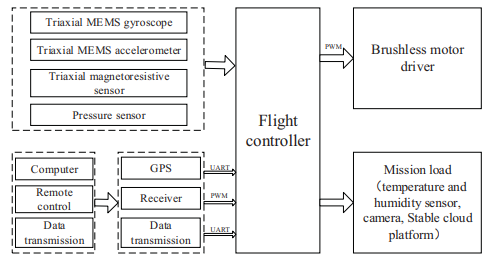 Triaxial MEMS gyroscope
Triaxial MEMS accelerometer
Triaxial magnetoresistive
sensor
Pressure sensor
Computer
Remote
control
Data
transmission
GPS
Receiver
Data
transmission
UART
PWM
UART
Flight
controller
PWM
Brushless motor
driver
Mission load
（temperature and
humidity sensor,
camera, Stable cloud
platform）